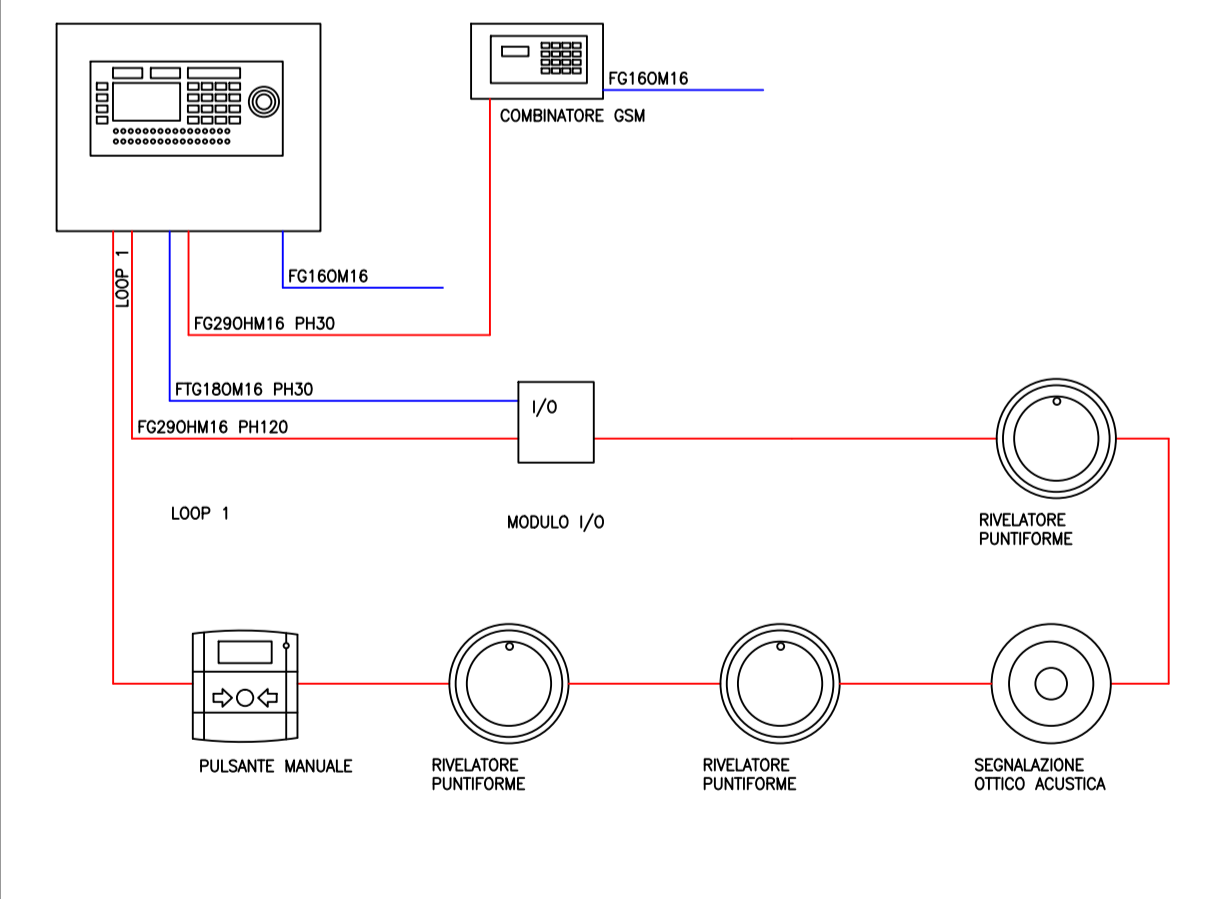 FG16OM16
COMBINATORE GSM
LOOP 1
FG16OM16
FG29OHM16 PH30
FTG18OM16 PH30
I/O
FG29OHM16 PH120
LOOP 1
MODULO I/O
RIVELATORE
PUNTIFORME
PULSANTE MANUALE
RIVELATORE
PUNTIFORME
RIVELATORE
PUNTIFORME
SEGNALAZIONE
OTTICO ACUSTICA